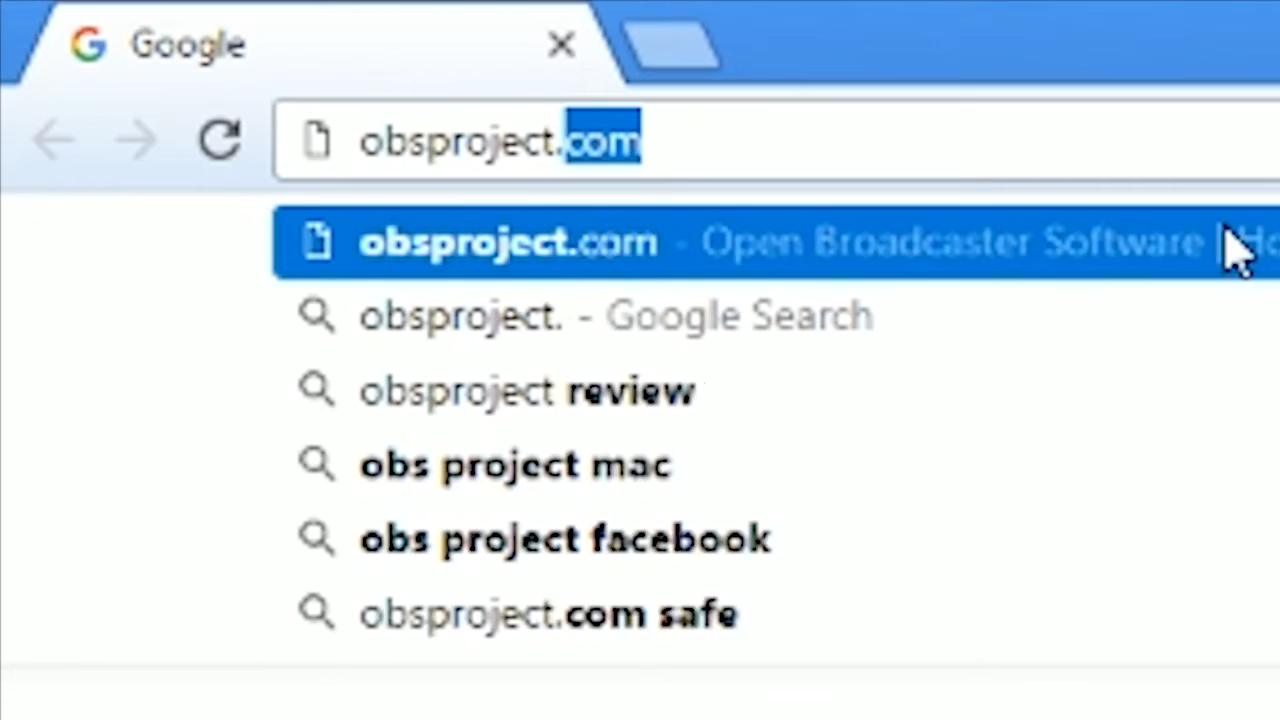 Google
obsproject.com
obsproject.com - Open Broadcaster Software | Ho
obsproject. - Google Search
obsproject review
obs project mac
obs project facebook
obsproject.com safe